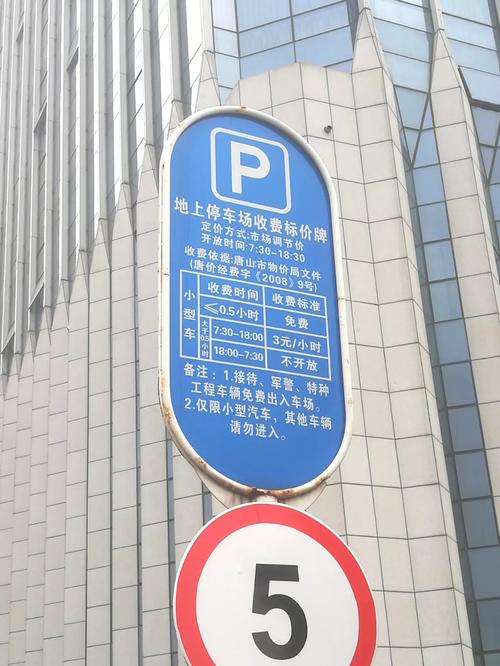 P
地上停车场收费标价牌
定价方式:市场调节价
开放时间:7:30-18:30
收费依据:唐山市物价局文件
(唐价经费字《2008》9号)
小型车
收费时间 收费标准
≤0.5小时 免费
大于0.5小时 7:30-18:00 3元/小时
18:00-7:30 不开放
备注:1.接待、军警、特种
工程车辆免费出入车场。
2.仅限小型汽车,其他车辆
请勿进入。
5